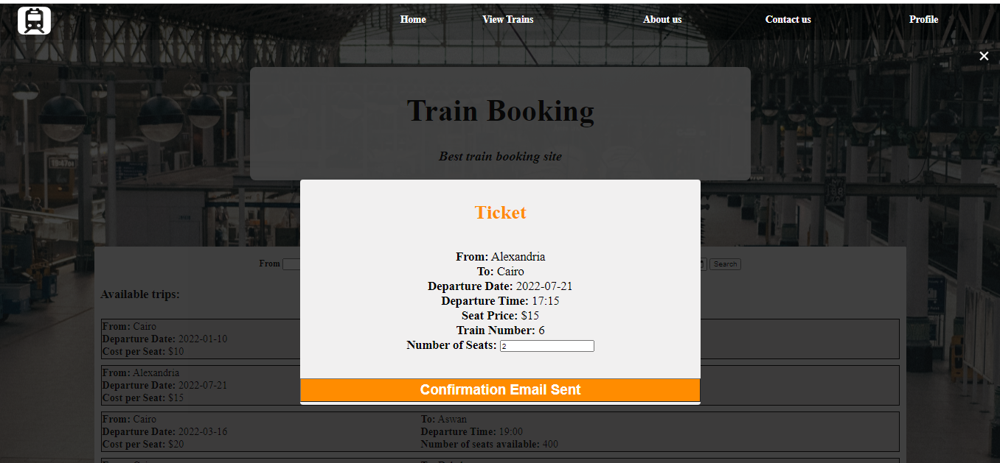 Home View Trains About us Contact us Profile
Train Booking
Best train booking site
Ticket
From: Alexandria
To: Cairo
Departure Date: 2022-07-21
Departure Time: 17:15
Seat Price: $15
Train Number: 6
Number of Seats: 2
Confirmation Email Sent
From Search
Available trips:
From: Cairo
Departure Date: 2022-01-10
Cost per Seat: $10
From: Alexandria
Departure Date: 2022-07-21
Cost per Seat: $15
From: Cairo To: Aswan
Departure Date: 2022-03-16 Departure Time: 19:00
Cost per Seat: $20 Number of seats available: 400